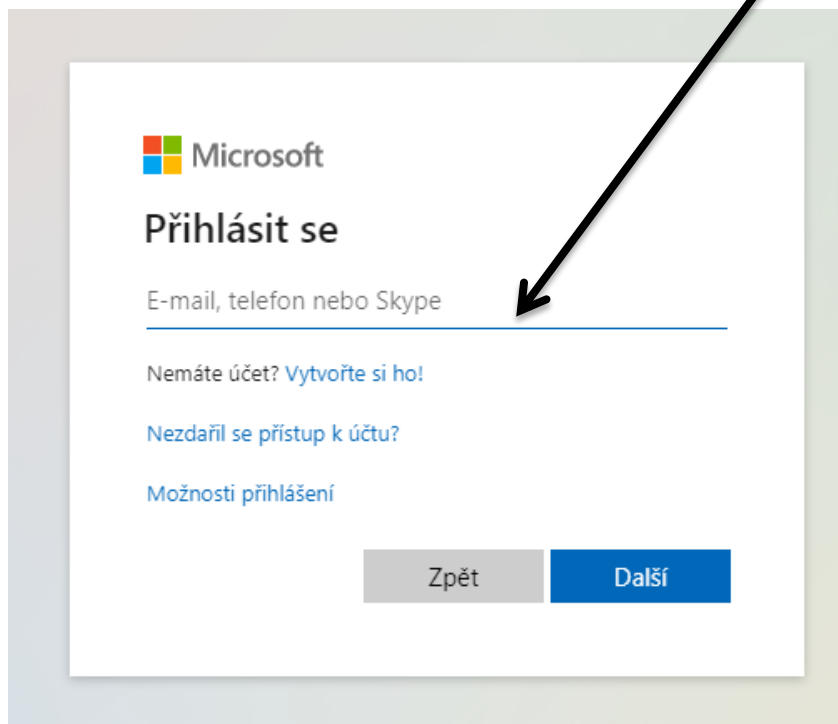 Microsoft
Přihlásit se
E-mail, telefon nebo Skype
Nemáte účet? Vytvořte si ho!
Nezdařil se přístup k účtu?
Možnosti přihlášení
Zpět
Další